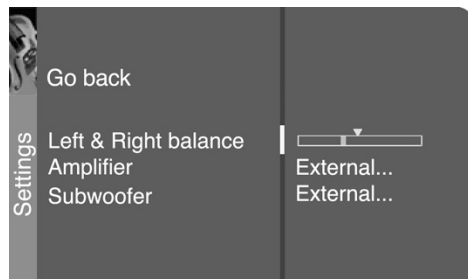 Go back
Settings
Left & Right balance
Amplifier External...
Subwoofer External...